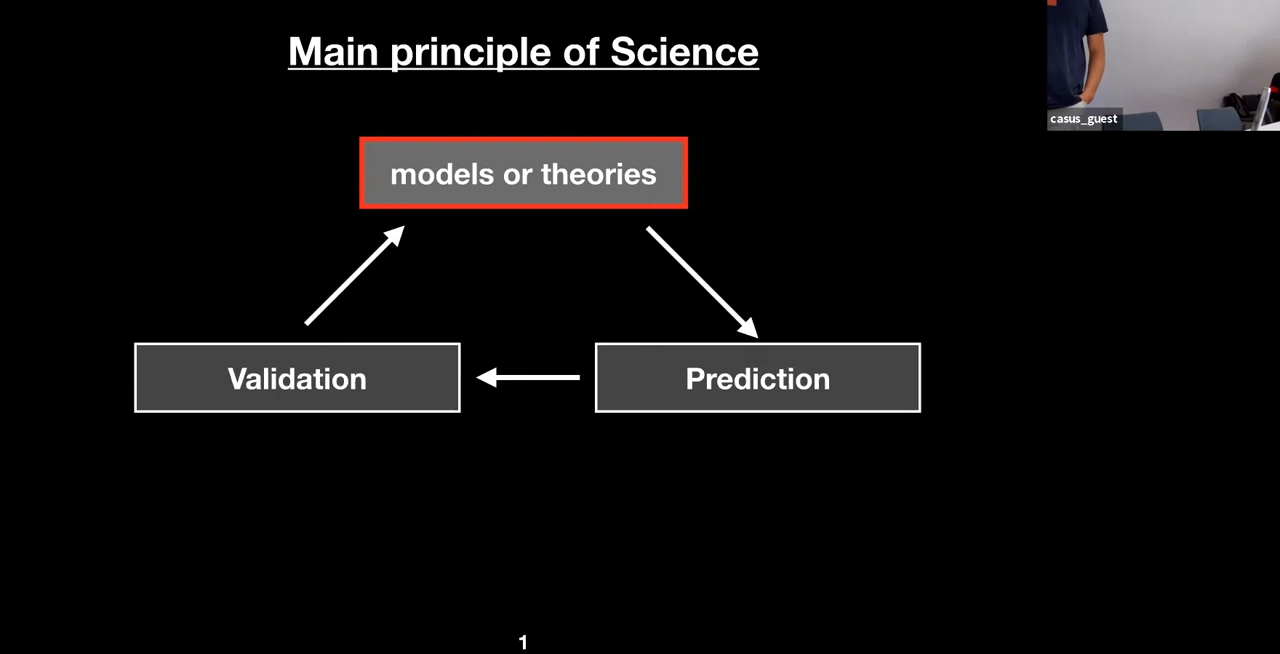 Main principle of Science
casus_guest
models or theories
Validation
Prediction
1